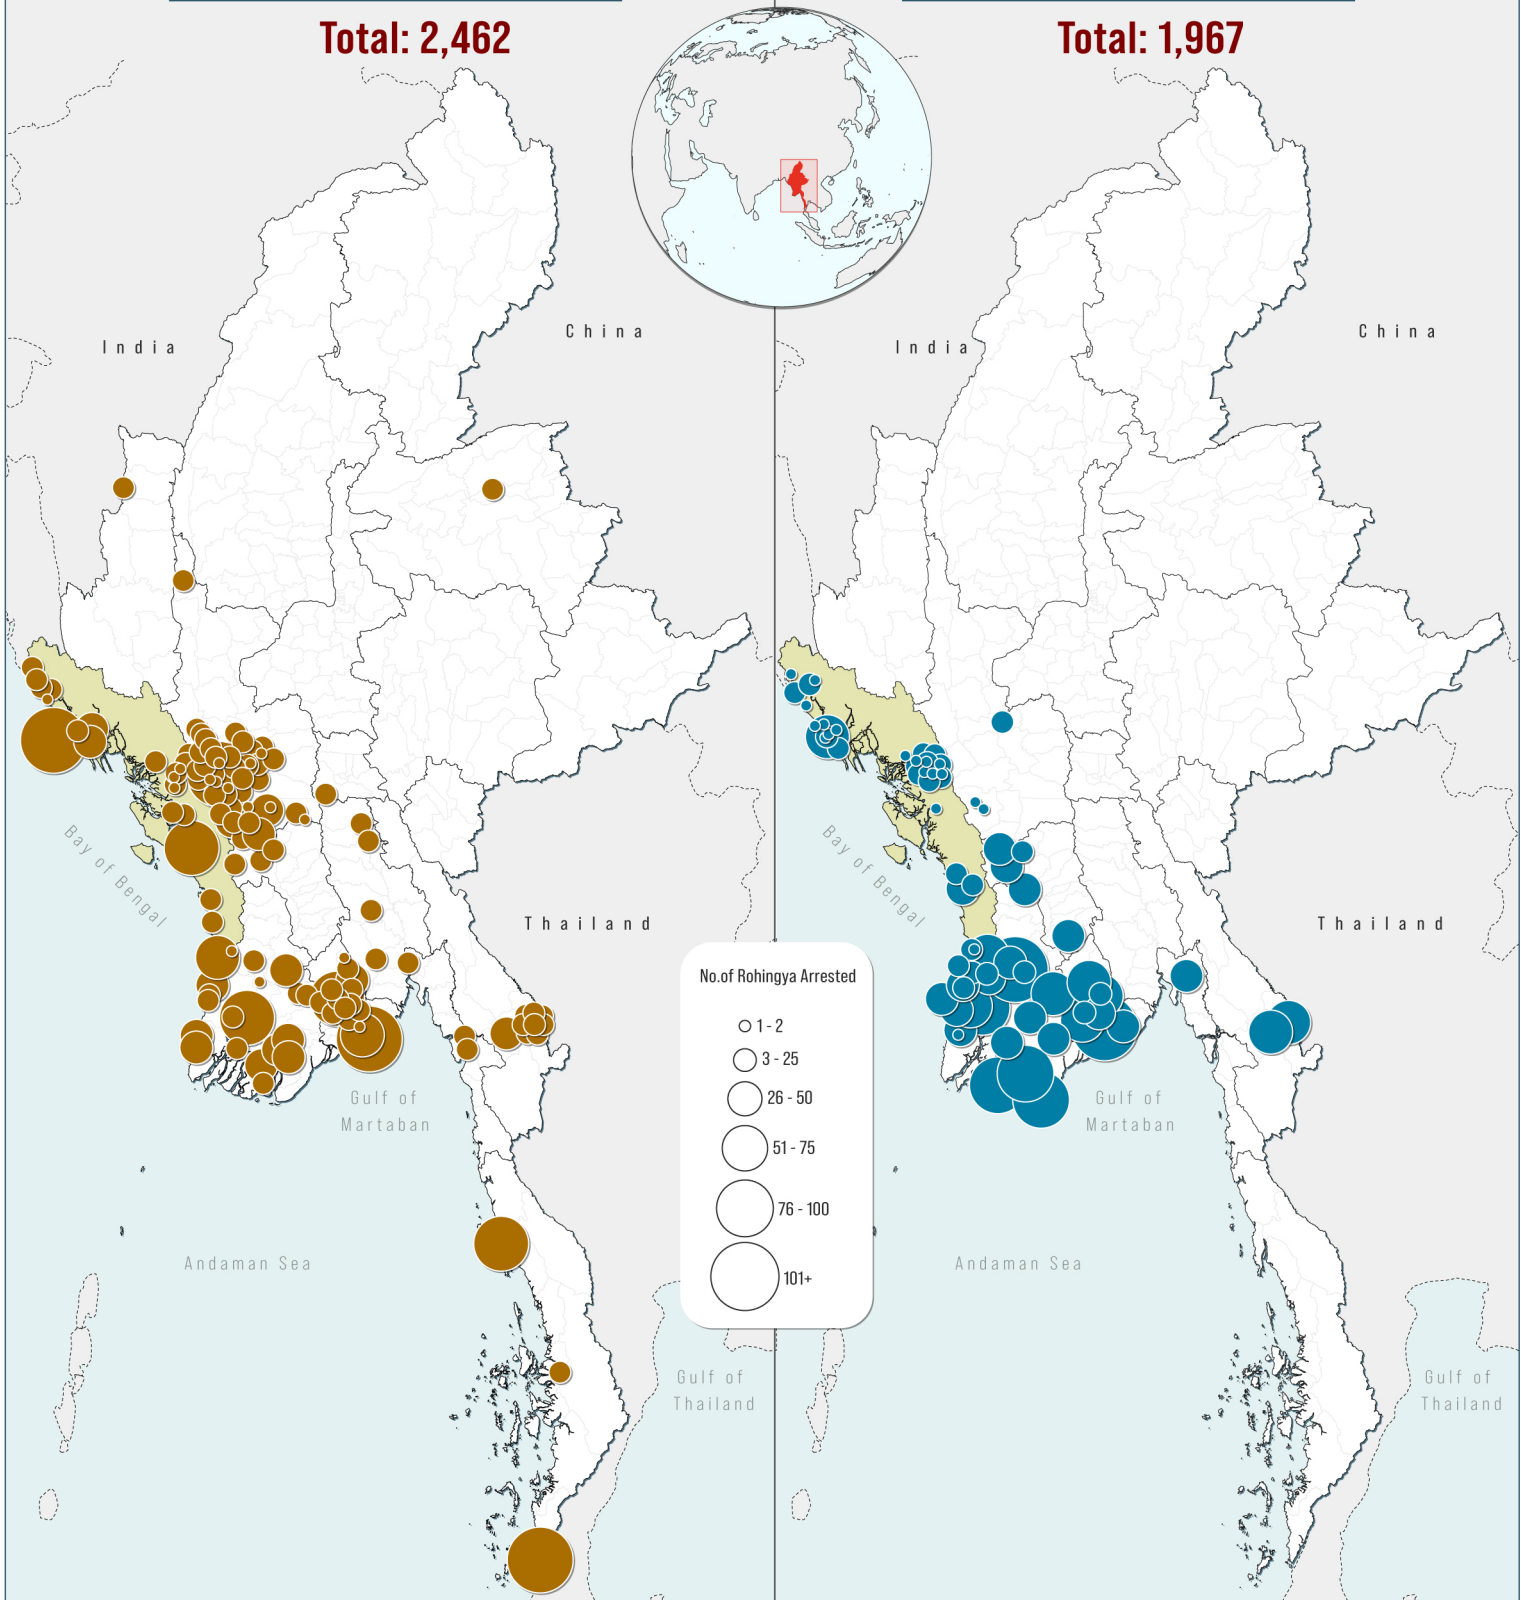 Total: 2,462
Total: 1,967
China
India
China
India
Bay of Bengal
Bay of Bengal
Thailand
Thailand
No.of Rohingya Arrested
1 - 2
3 - 25
26 - 50
51 - 75
76 - 100
101+
Gulf of
Martaban
Gulf of
Martaban
Andaman Sea
Andaman Sea
Gulf of
Thailand
Gulf of
Thailand